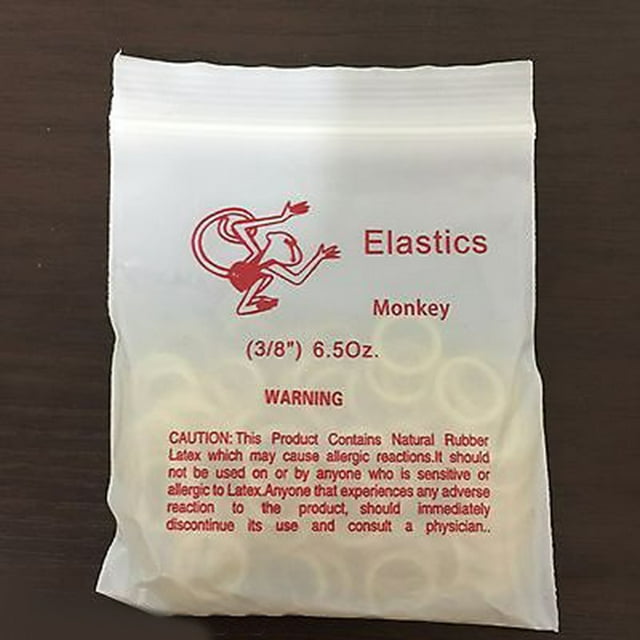 Elastics
Monkey
(3/8") 6.5Oz.
WARNING
CAUTION: This Product Contains Natural Rubber
Latex which may cause allergic reactions.It should
not be used on or by anyone who is sensitive or
allergic to Latex.Anyone that experiences any adverse
reaction to the product, should immediately
discontinue its use and consult a physician..